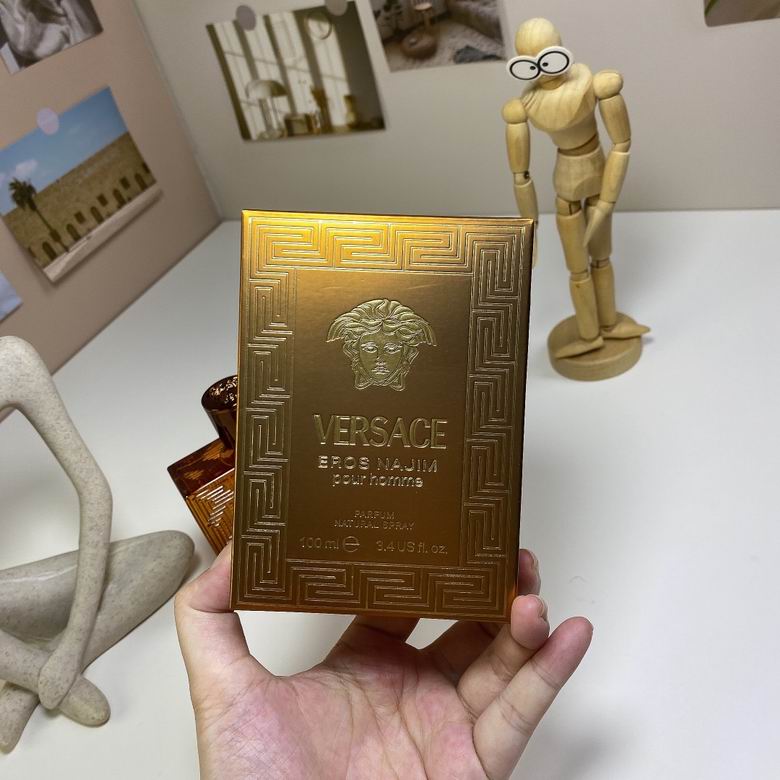 VERSACE
EROS NAJIM
pour homme
PARFUM
NATURAL SPRAY
100 ml ℮ 3.4 US fl. oz.